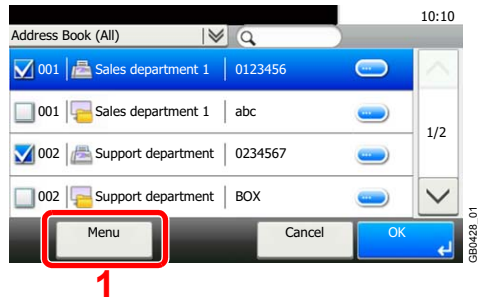 10:10
Address Book (All)
001 Sales department 1 0123456
001 Sales department 1 abc
1/2
002 Support department 0234567
002 Support department BOX
Menu Cancel OK
GB0428_01
1